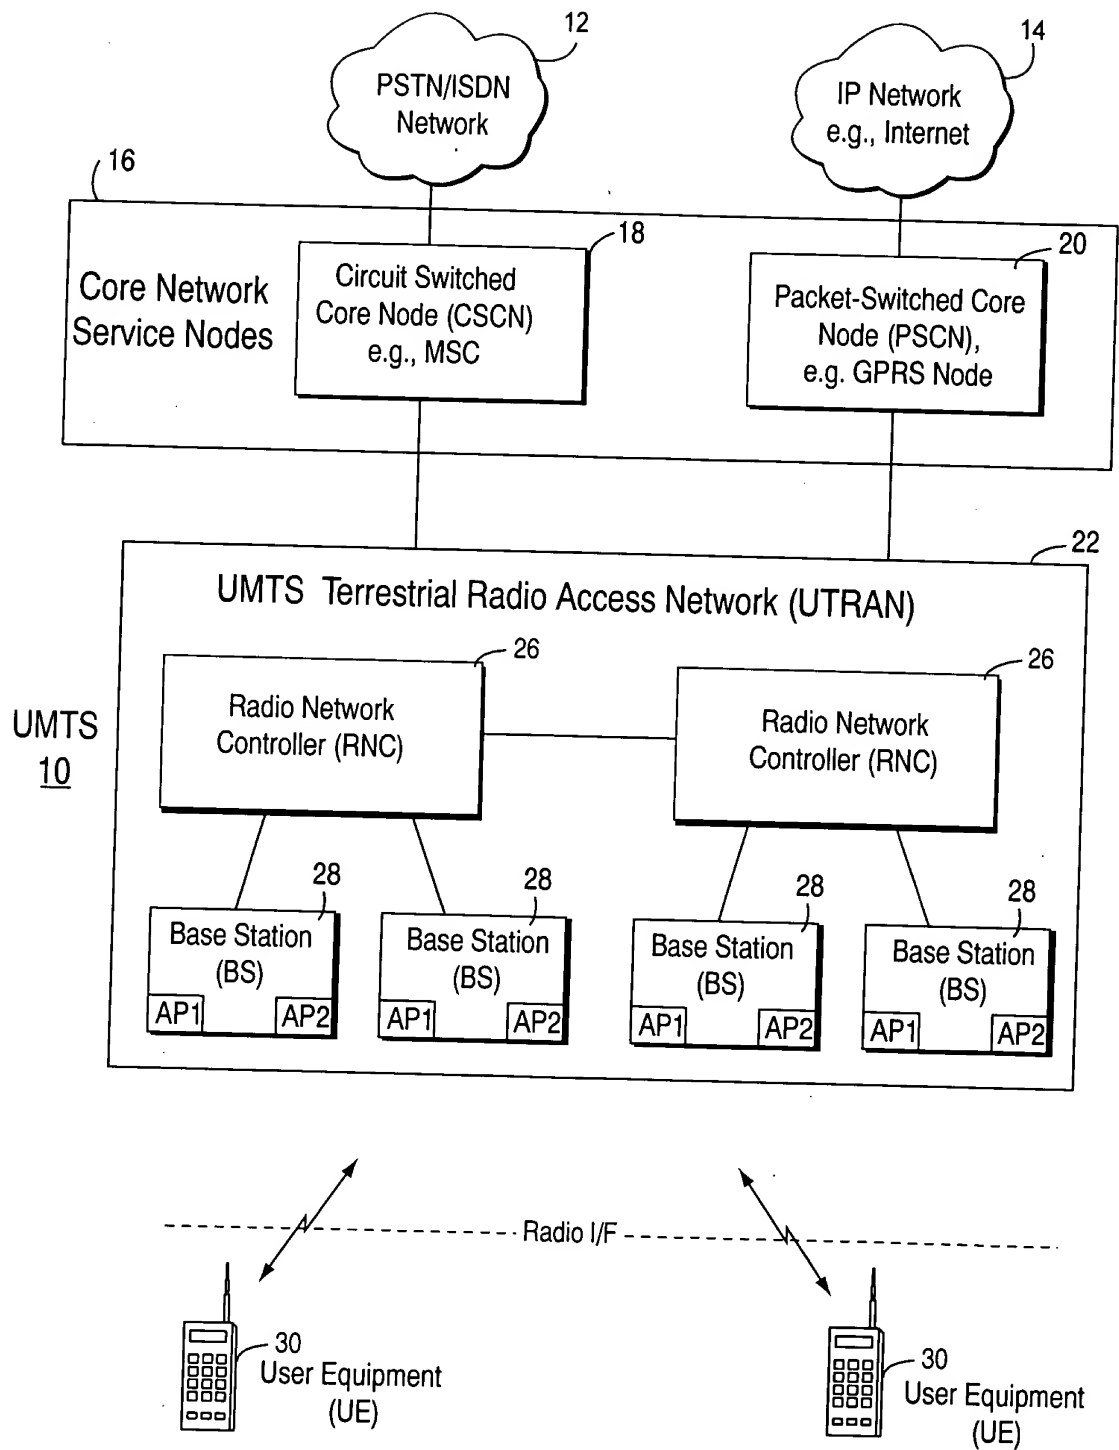 12
PSTN/ISDN
Network
14
IP Network
e.g., Internet
16
Core Network
Service Nodes
18
Circuit Switched
Core Node (CSCN)
e.g., MSC
20
Packet-Switched Core
Node (PSCN),
e.g. GPRS Node
22
UMTS Terrestrial Radio Access Network (UTRAN)
UMTS
10
26
Radio Network
Controller (RNC)
26
Radio Network
Controller (RNC)
28
Base Station
(BS)
AP1
AP2
28
Base Station
(BS)
AP1
AP2
28
Base Station
(BS)
AP1
AP2
28
Base Station
(BS)
AP1
AP2
Radio I/F
30
User Equipment
(UE)
30
User Equipment
(UE)